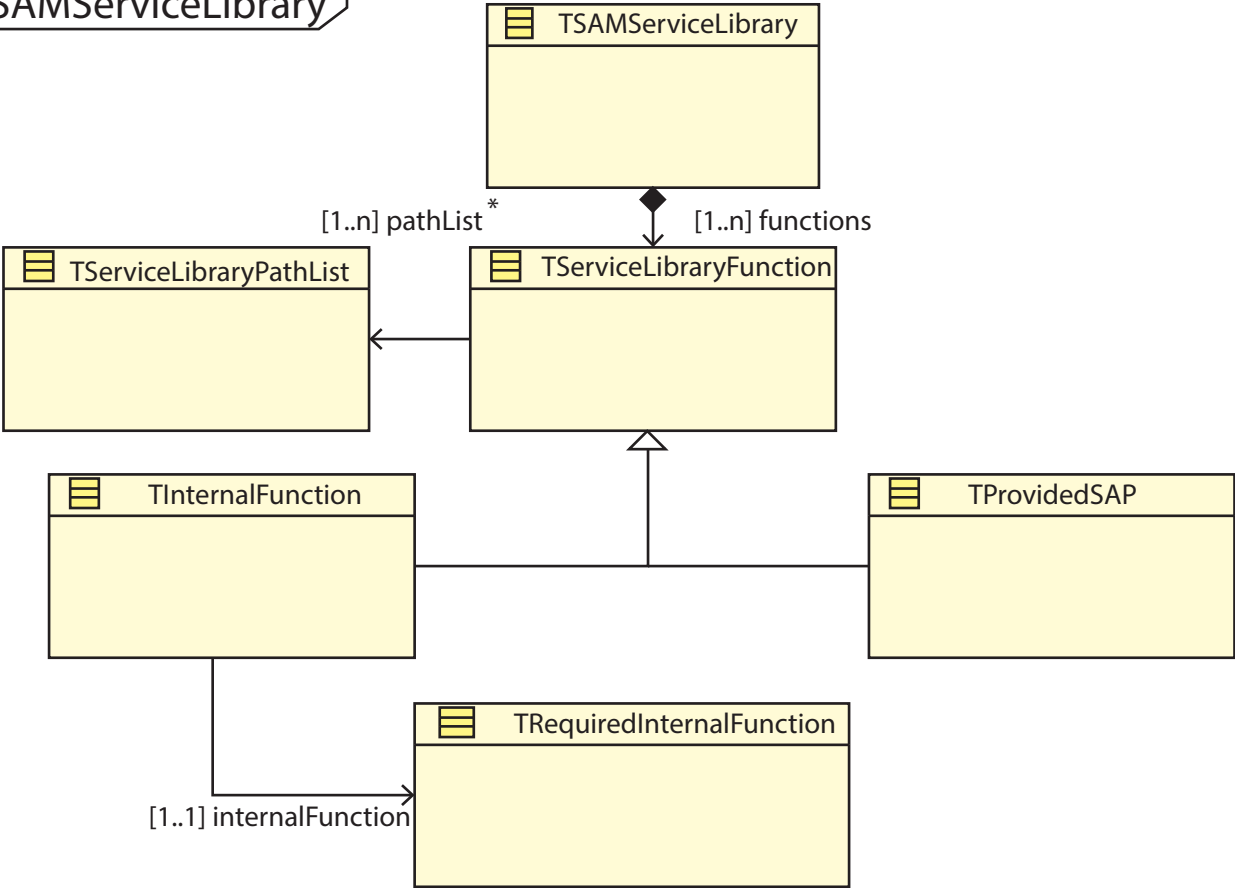 SAMServiceLibrary
TSAMServiceLibrary
[1..n] pathList *
[1..n] functions
TServiceLibraryPathList
TServiceLibraryFunction
TInternalFunction
TProvidedSAP
TRequiredInternalFunction
[1..1] internalFunction